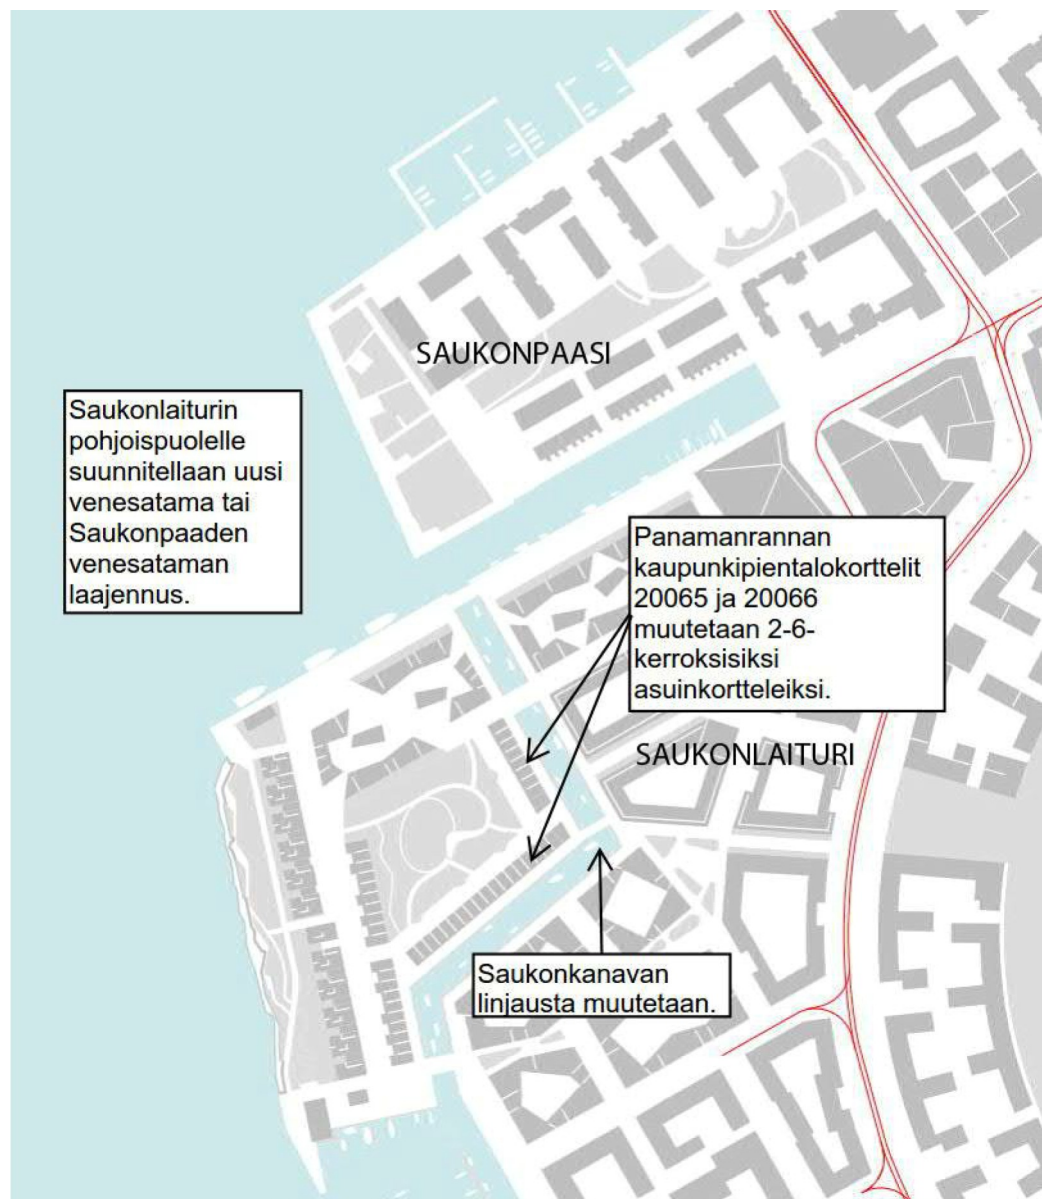 SAUKONPAASI
Saukonlaiturin
pohjoispuolelle
suunnitellaan uusi
venesatama tai
Saukonpaaden
venesataman
laajennus.
Panamanrannan
kaupunkipientalokorttelit
20065 ja 20066
muutetaan 2-6-
kerroksisiksi
asuinkortteleiksi.
SAUKONLAITURI
Saukonkanavan
linjausta muutetaan.